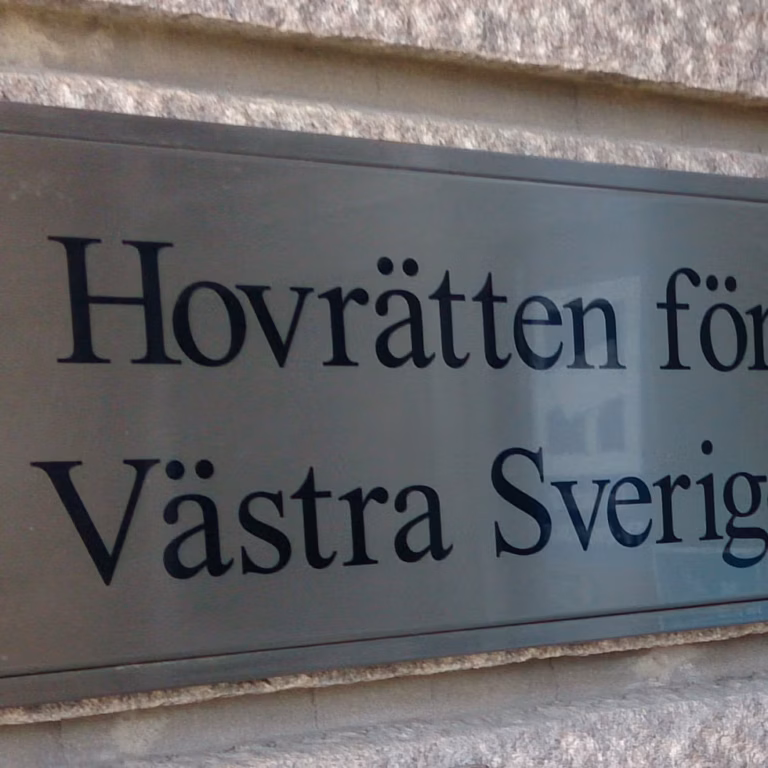 Hovrätten för
Västra Sverig